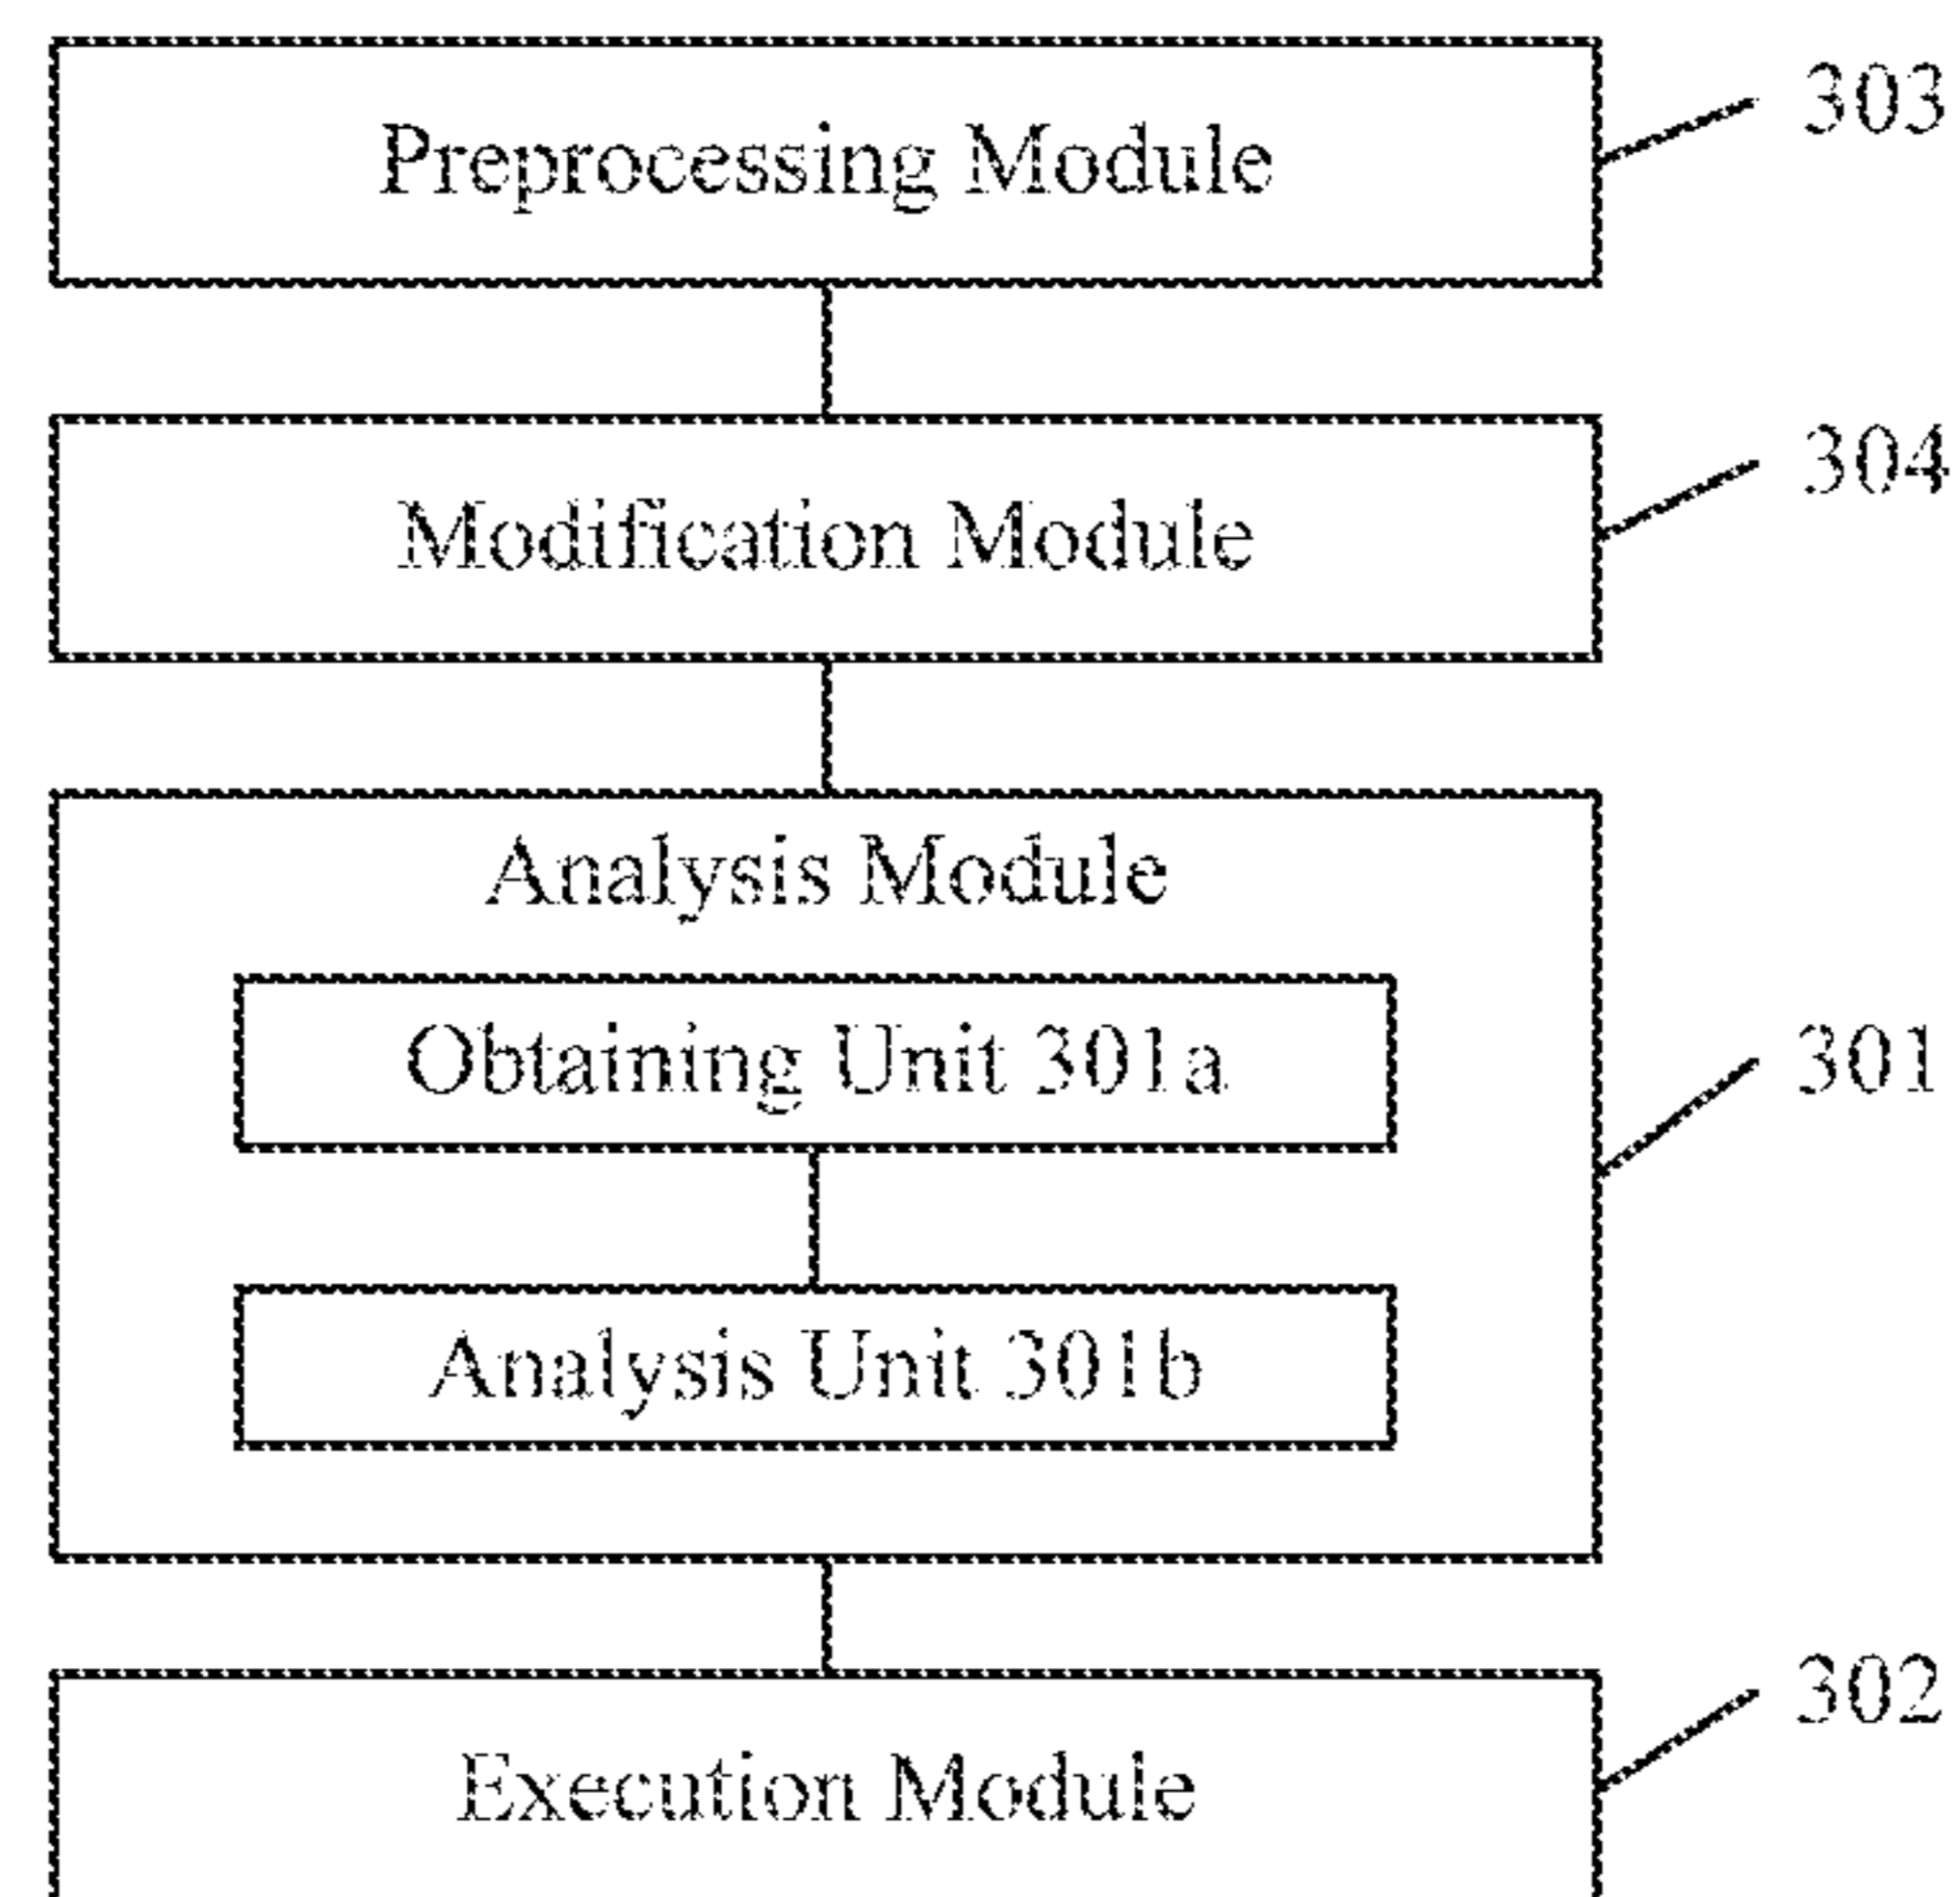 303
Preprocessing Module
304
Modification Module
Analysis Module
Obtaining Unit 301a
301
Analysis Unit 301b
302
Execution Module